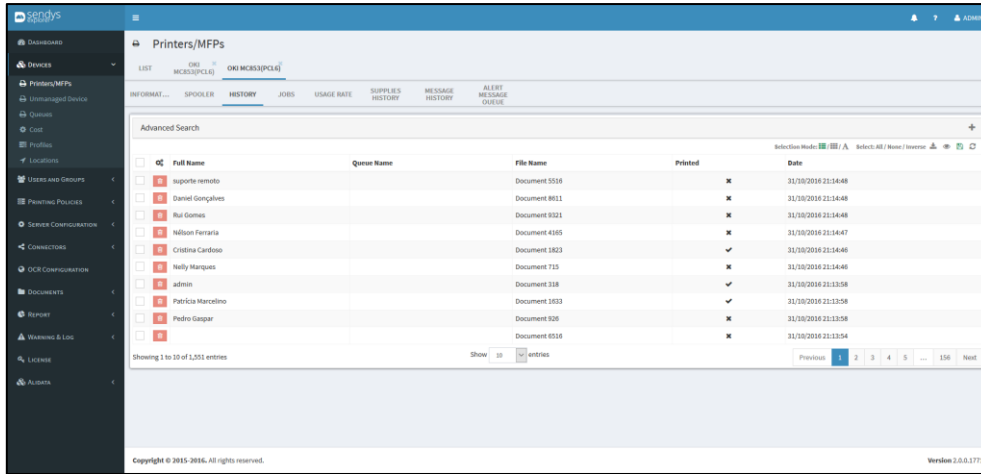 sendys
explorer
? ADMIN
DASHBOARD
DEVICES
Printers/MFPs
Unmanaged Device
Queues
Cost
Profiles
Locations
USERS AND GROUPS
PRINTING POLICIES
SERVER CONFIGURATION
CONNECTORS
OCR CONFIGURATION
DOCUMENTS
REPORT
WARNING & LOG
LICENSE
ALIDATA
Printers/MFPs
LIST OKI MC853(PCL6) OKI MC853(PCL6)
INFORMAT... SPOOLER HISTORY JOBS USAGE RATE SUPPLIES HISTORY MESSAGE HISTORY ALERT MESSAGE QUEUE
Advanced Search
Selection Mode: / / A Select: All / None / Inverse
Full Name Queue Name File Name Printed Date
suporte remoto Document 5516 31/10/2016 21:14:48
Daniel Gonçalves Document 8611 31/10/2016 21:14:48
Rui Gomes Document 9321 31/10/2016 21:14:48
Nélson Ferraria Document 4165 31/10/2016 21:14:47
Cristina Cardoso Document 1823 31/10/2016 21:14:46
Nelly Marques Document 715 31/10/2016 21:14:46
admin Document 318 31/10/2016 21:13:58
Patrícia Marcelino Document 1633 31/10/2016 21:13:58
Pedro Gaspar Document 926 31/10/2016 21:13:58
Document 6516 31/10/2016 21:13:54
Showing 1 to 10 of 1,551 entries Show 10 entries Previous 1 2 3 4 5 ... 156 Next
Copyright © 2015-2016. All rights reserved. Version 2.0.0.177